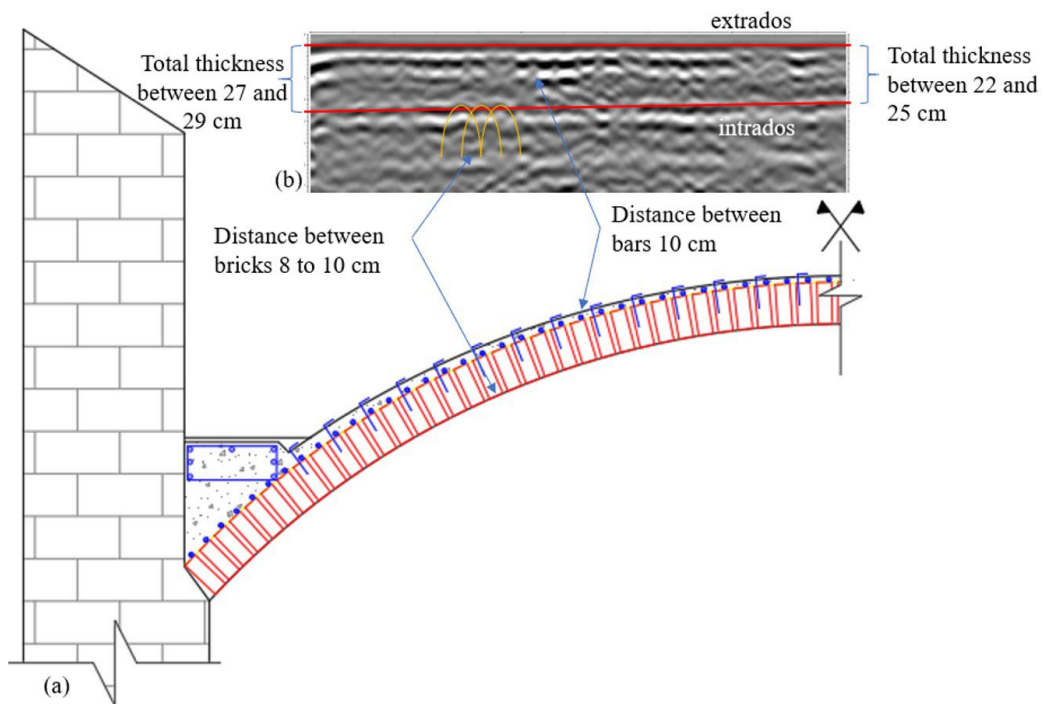 extrados
Total thickness
between 27 and
29 cm
Total thickness
between 22 and
25 cm
intrados
(b)
Distance between
bricks 8 to 10 cm
Distance between
bars 10 cm
(a)